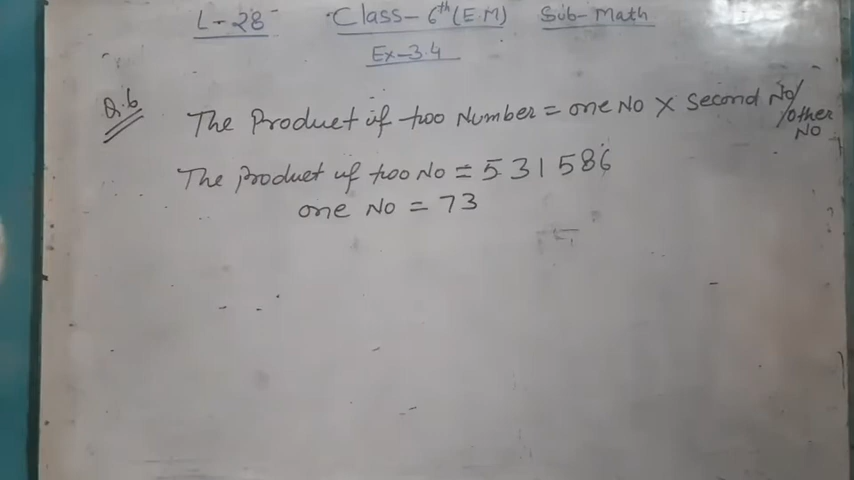 L-28 Class-6th (E.M) Sub-Math
Ex-3.4
Q.6 The Product of two Number = one No × Second No/
/other
No
The Product of two No = 531586
one No = 73